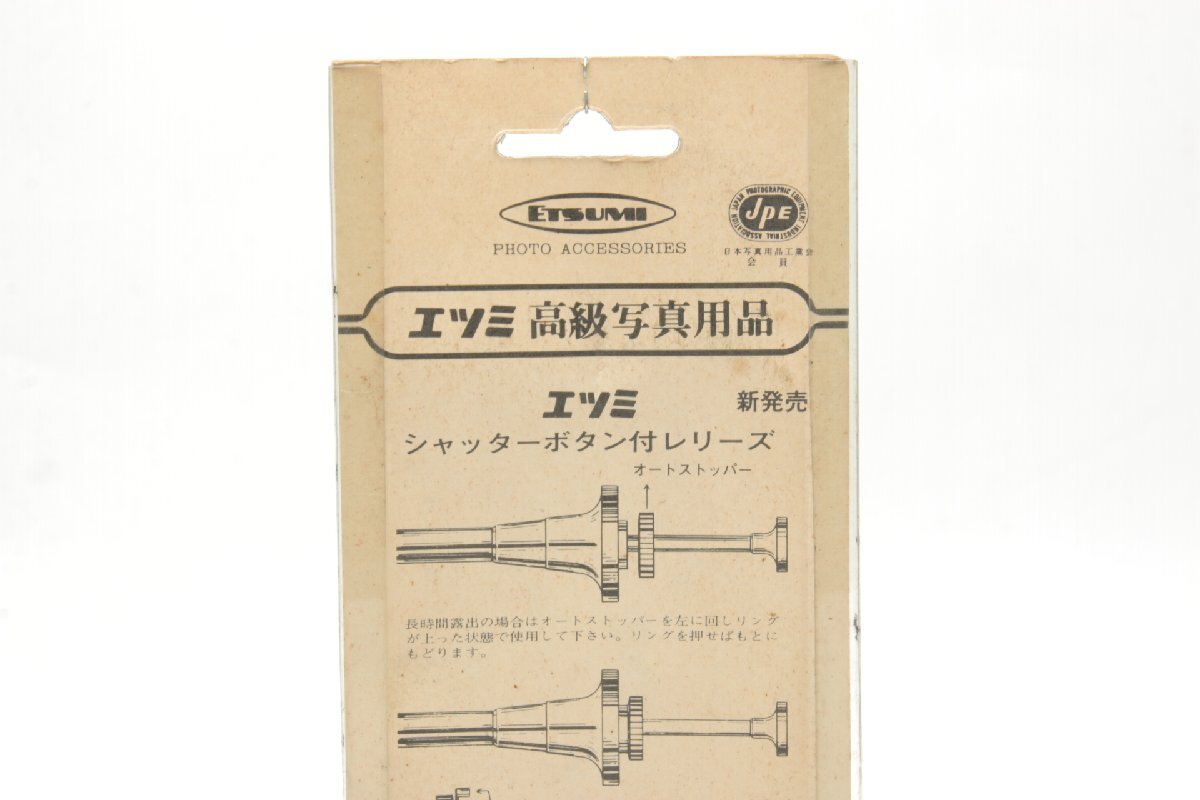 ETSUMI
PHOTO ACCESSORIES
JAPAN PHOTOGRAPHIC EQUIPMENT INDUSTRIAL ASSOCIATION
JPE
日本写真用品工業会
会員
エツミ 高級写真用品
エツミ
新発売
シャッターボタン付レリーズ
オートストッパー
長時間露出の場合はオートストッパーを左に回しリング
が上った状態で使用して下さい。リングを押せばもとに
もどります。